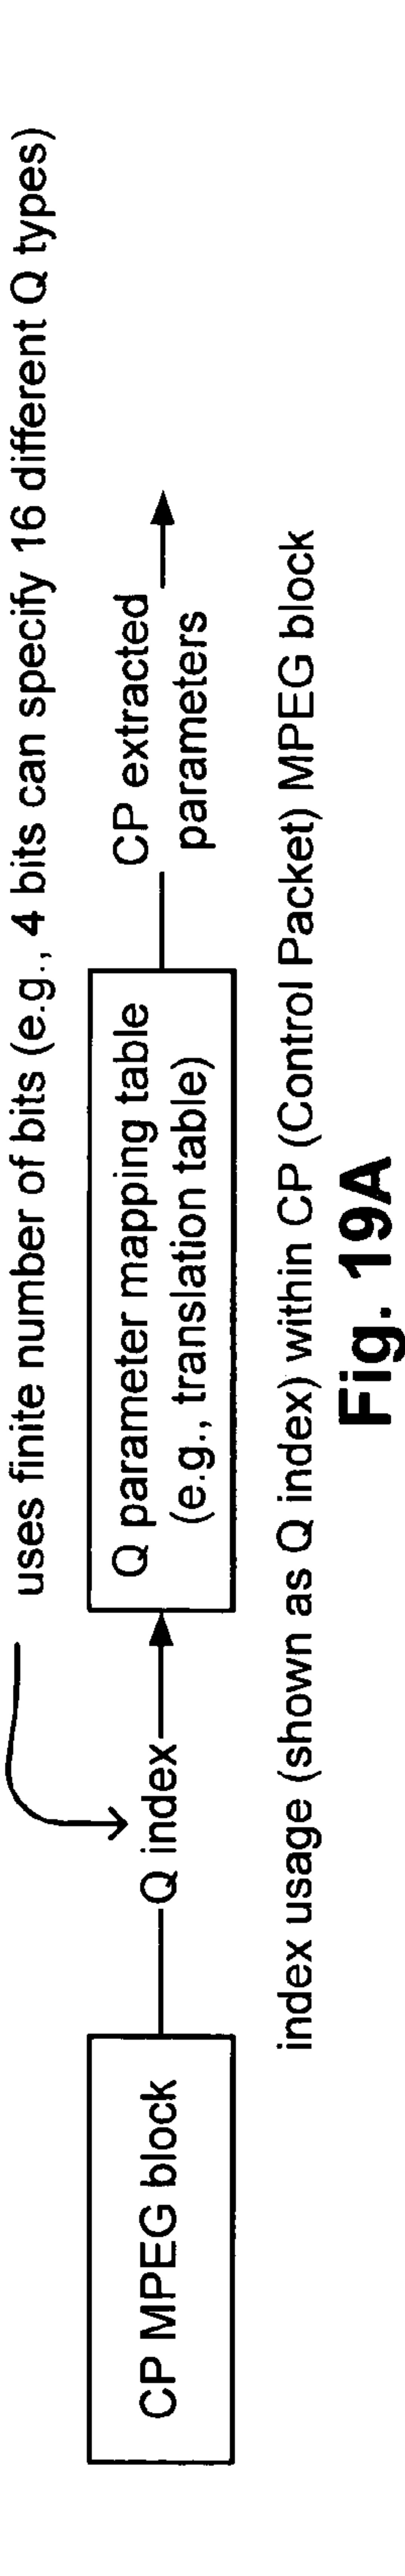 uses finite number of bits (e.g., 4 bits can specify 16 different Q types)
CP MPEG block
Q index
Q parameter mapping table
(e.g., translation table)
CP extracted
parameters
index usage (shown as Q index) within CP (Control Packet) MPEG block
Fig. 19A